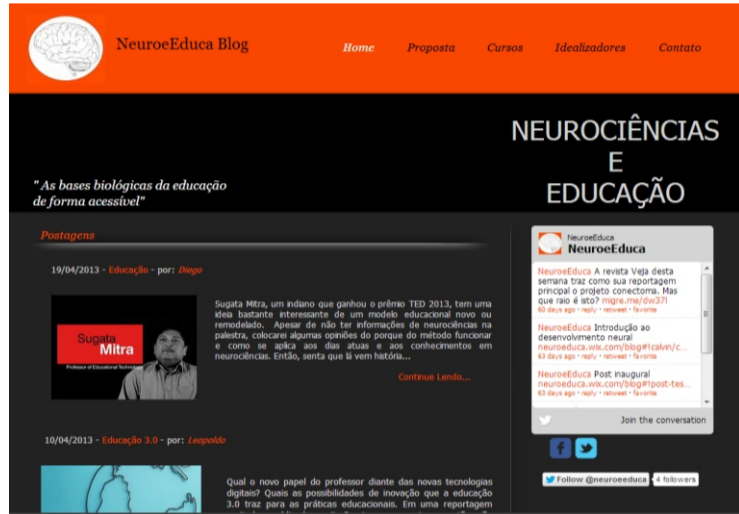 NeuroeEduca Blog
Home Proposta Cursos Idealizadores Contato
NEUROCIÊNCIAS
E
EDUCAÇÃO
" As bases biológicas da educação
de forma acessível"
Postagens
19/04/2013 - Educação - por: Diego
Sugata
Mitra
Professor of Educational Technology
Sugata Mitra, um indiano que ganhou o prêmio TED 2013, tem uma
ideia bastante interessante de um modelo educacional novo ou
remodelado. Apesar de não ter informações de neurociências na
palestra, colocarei algumas opiniões do porque do método funcionar
e como se aplica aos dias atuas e aos conhecimentos em
neurociências. Então, senta que lá vem história...
Continue Lendo...
10/04/2013 - Educação 3.0 - por: Leopoldo
Qual o novo papel do professor diante das novas tecnologias
digitais? Quais as possibilidades de inovação que a educação
3.0 traz para as práticas educacionais. Em uma reportagem
NeuroeEduca
NeuroeEduca
NeuroeEduca A revista Veja desta
semana traz como sua reportagem
principal o projeto conectoma. Mas
que raio é isto? migre.me/dw37l
60 days ago • reply • retweet • favorite
NeuroeEduca Introdução ao
desenvolvimento neural
neuroeduca.wix.com/blog#!calvin/c...
63 days ago • reply • retweet • favorite
NeuroeEduca Post inaugural
neuroeduca.wix.com/blog#!post-tes...
63 days ago • reply • retweet • favorite
Join the conversation
Follow @neuroeeduca 4 followers